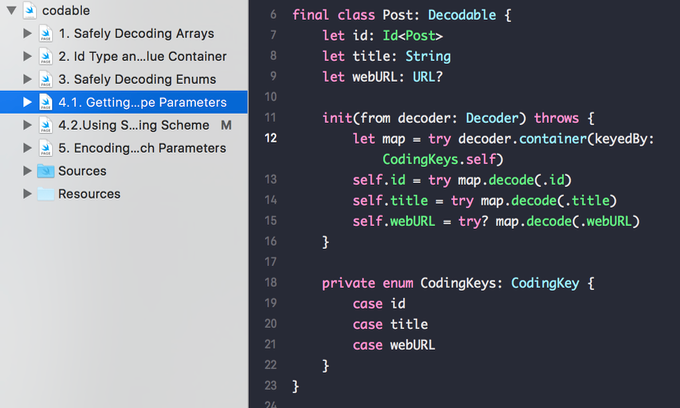 codable
1. Safely Decoding Arrays
2. Id Type an...lue Container
3. Safely Decoding Enums
4.1. Getting...pe Parameters
4.2.Using S...ing Scheme M
5. Encoding...ch Parameters
Sources
Resources
6 final class Post: Decodable {
7 let id: Id<Post>
8 let title: String
9 let webURL: URL?
10
11 init(from decoder: Decoder) throws {
12 let map = try decoder.container(keyedBy:
CodingKeys.self)
13 self.id = try map.decode(.id)
14 self.title = try map.decode(.title)
15 self.webURL = try? map.decode(.webURL)
16 }
17
18 private enum CodingKeys: CodingKey {
19 case id
20 case title
21 case webURL
22 }
23 }
24